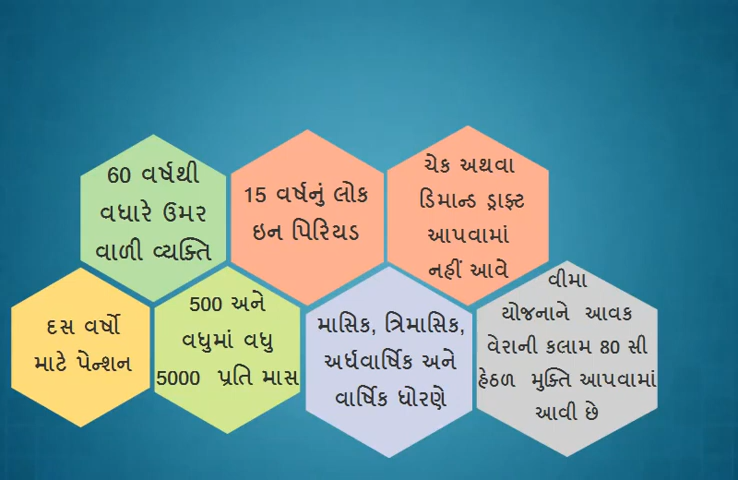 60 વર્ષથી
વધારે ઉમર
વાળી વ્યક્તિ
15 વર્ષનું લોક
ઇન પિરિયડ
ચેક અથવા
ડિમાન્ડ ડ્રાફ્ટ
આપવામાં
નહીં આવે
દસ વર્ષો
માટે પેન્શન
500 અને
વધુમાં વધુ
5000 પ્રતિ માસ
માસિક, ત્રિમાસિક,
અર્ધવાર્ષિક અને
વાર્ષિક ધોરણે
વીમા
યોજનાને આવક
વેરાની કલામ 80 સી
હેઠળ મુક્તિ આપવામાં
આવી છે